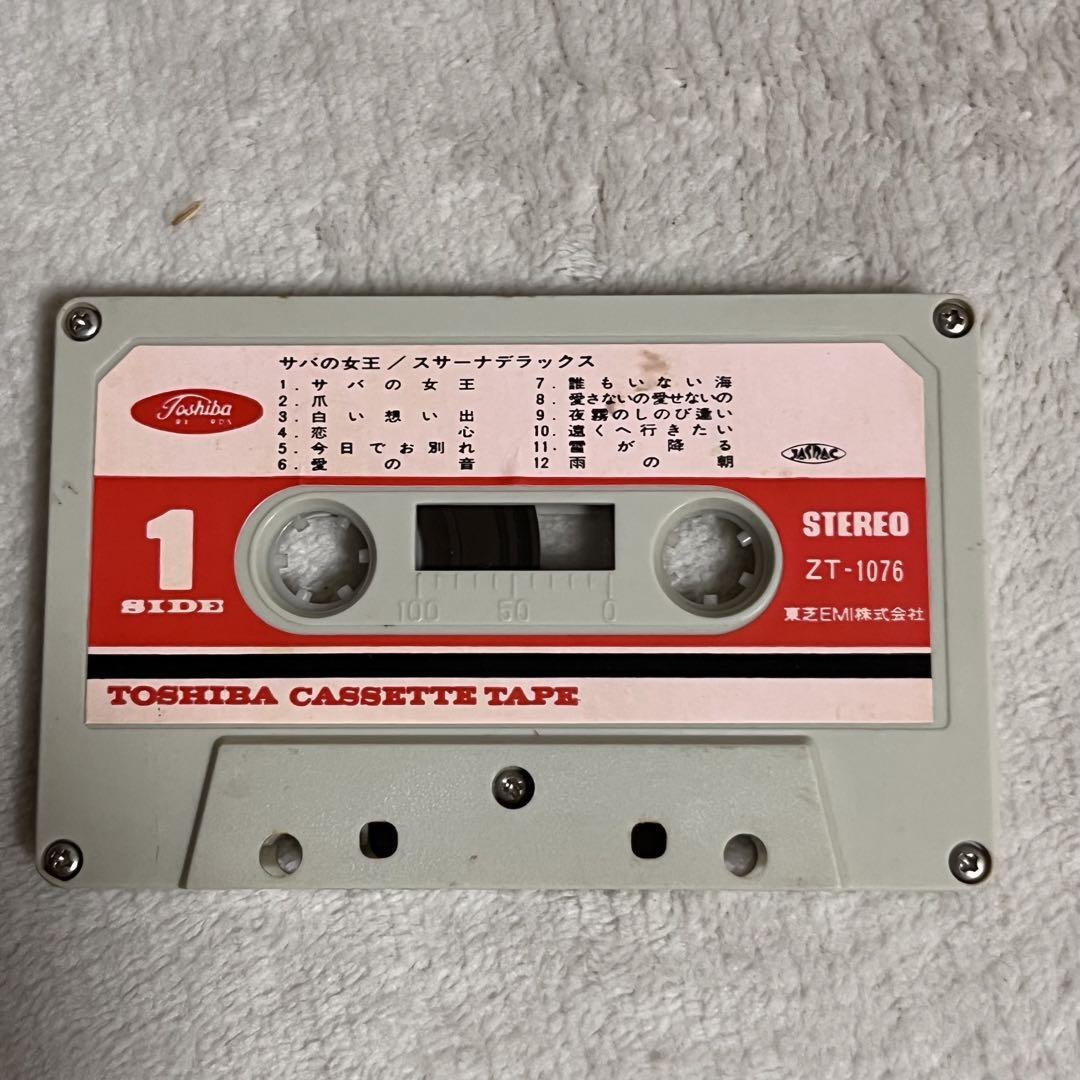 サバの女王／スサーナデラックス
1. サバの女王
2. 爪
3. 白い想い出
4. 恋心
5. 今日でお別れ
6. 愛の音
7. 誰もいない海
8. 愛さないの愛せないの
9. 夜霧のしのび逢い
10. 遠くへ行きたい
11. 雪が降る
12 雨の朝
Toshiba
JASRAC
1
SIDE
STEREO
ZT-1076
東芝EMI株式会社
100 50 0
TOSHIBA CASSETTE TAPE